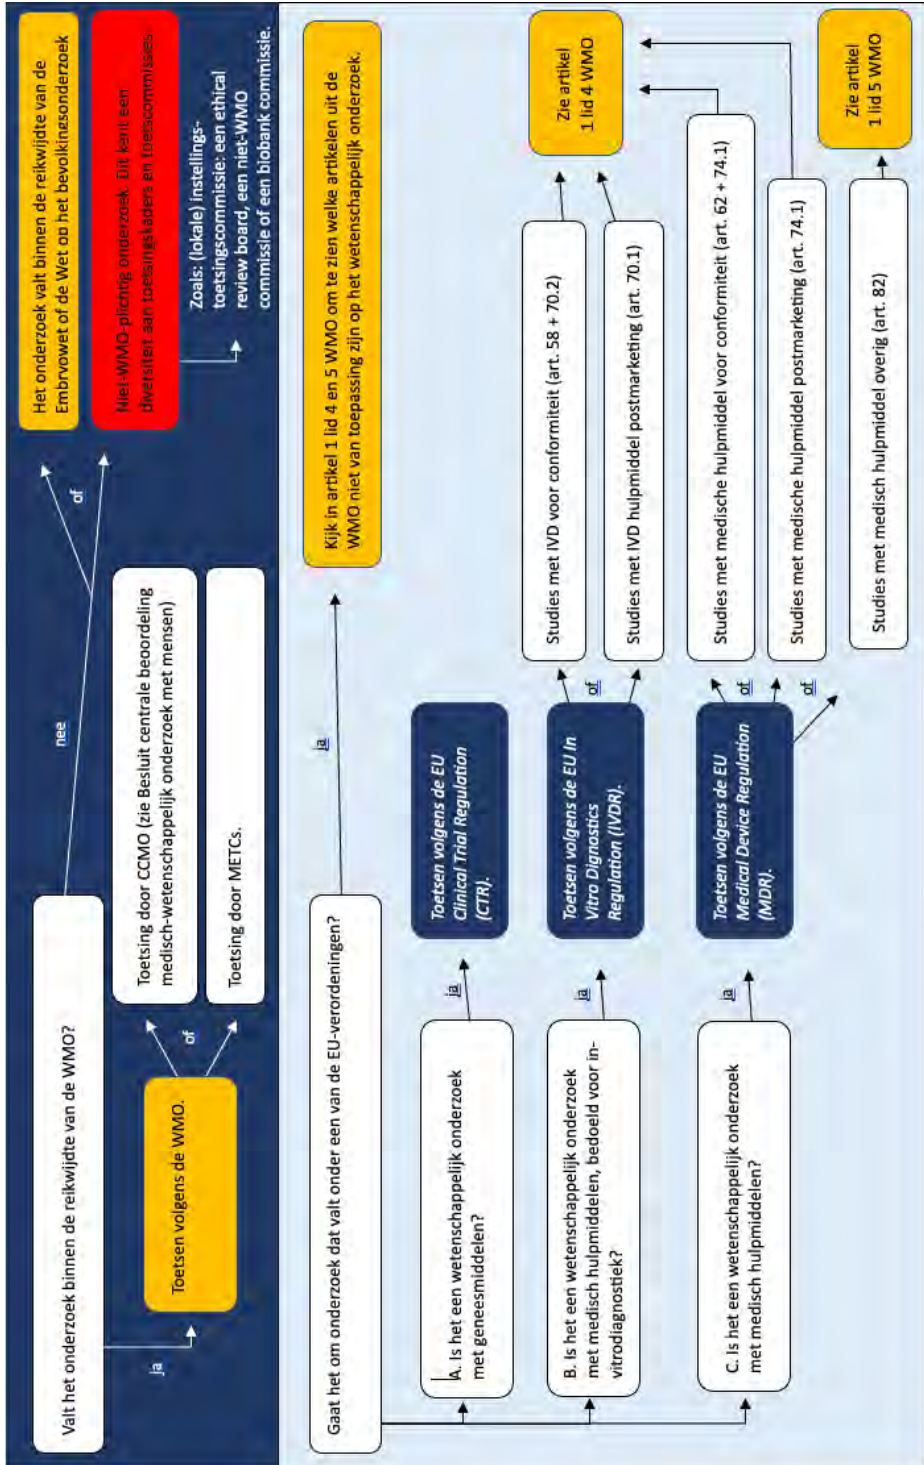 Valt het onderzoek binnen de reikwijdte van de WMO?
nee
of
Het onderzoek valt binnen de reikwijdte van de
Embrvowet of de Wet op het bevolkingsonderzoek
Niet-WMO-plichtig onderzoek. Dit kent een
diversiteit aan toetsingskaders en toetscommissies
Zoals: (lokale) instellings-
toetsingscommissie: een ethical
review board, een niet-WMO
commissie of een biobank commissie.
ja
Toetsen volgens de WMO.
of
Toetsing door CCMO (zie Besluit centrale beoordeling
medisch-wetenschappelijk onderzoek met mensen)
Toetsing door METCs.
Gaat het om onderzoek dat valt onder een van de EU-verordeningen?
ja
Kijk in artikel 1 lid 4 en 5 WMO om te zien welke artikelen uit de
WMO niet van toepassing zijn op het wetenschappelijk onderzoek.
A. Is het een wetenschappelijk onderzoek
met geneesmiddelen?
ja
Toetsen volgens de EU
Clinical Trial Regulation
(CTR).
B. Is het een wetenschappelijk onderzoek
met medisch hulpmiddelen, bedoeld voor in-
vitrodiagnostiek?
ja
Toetsen volgens de EU In
Vitro Dignostics
Regulation (IVDR).
of
Studies met IVD voor conformiteit (art. 58 + 70.2)
Studies met IVD hulpmiddel postmarketing (art. 70.1)
Zie artikel
1 lid 4 WMO
C. Is het een wetenschappelijk onderzoek
met medisch hulpmiddelen?
ja
Toetsen volgens de EU
Medical Device Regulation
(MDR).
of
of
Studies met medische hulpmiddel voor conformiteit (art. 62 + 74.1)
Studies met medische hulpmiddel postmarketing (art. 74.1)
Studies met medisch hulpmiddel overig (art. 82)
Zie artikel
1 lid 5 WMO